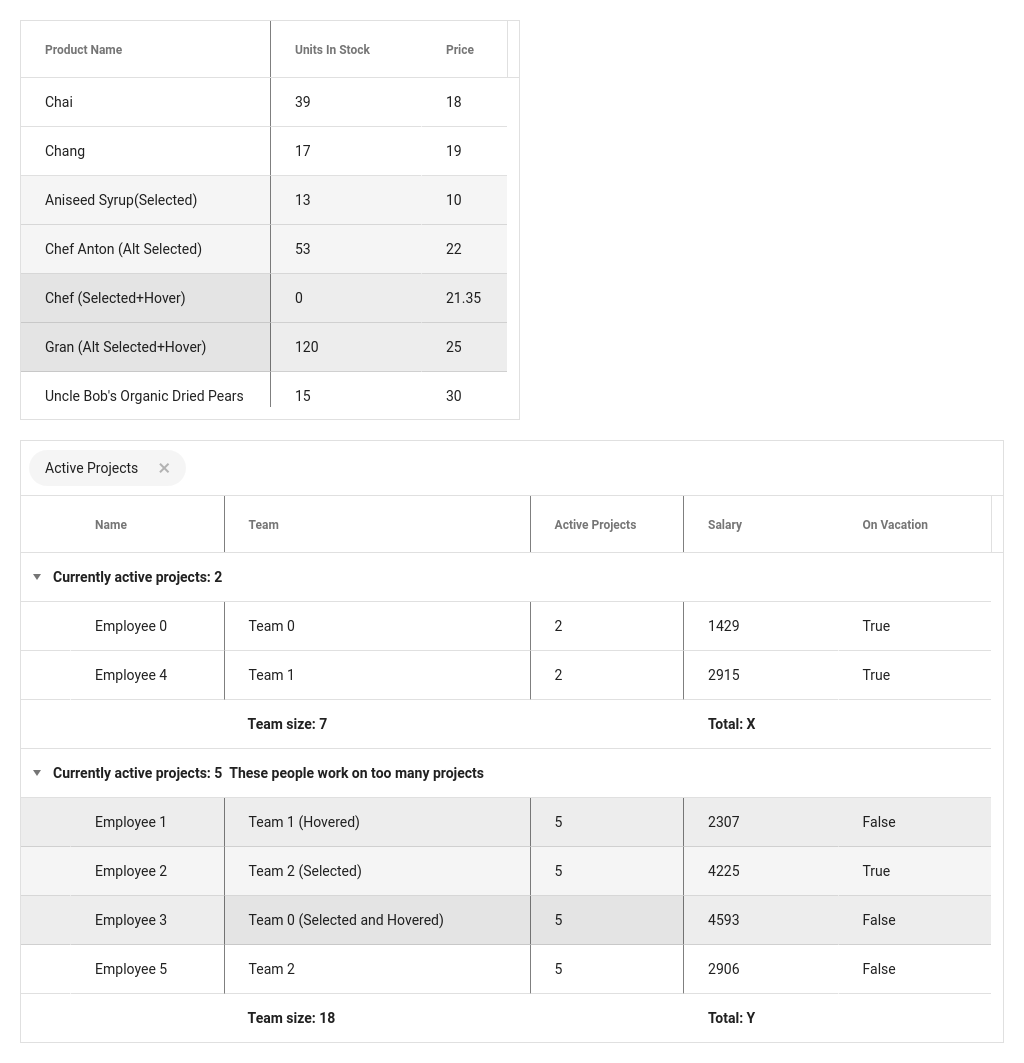 Product Name Units In Stock Price
Chai 39 18
Chang 17 19
Aniseed Syrup(Selected) 13 10
Chef Anton (Alt Selected) 53 22
Chef (Selected+Hover) 0 21.35
Gran (Alt Selected+Hover) 120 25
Uncle Bob's Organic Dried Pears 15 30
Active Projects
Name Team Active Projects Salary On Vacation
Currently active projects: 2
Employee 0 Team 0 2 1429 True
Employee 4 Team 1 2 2915 True
Team size: 7 Total: X
Currently active projects: 5 These people work on too many projects
Employee 1 Team 1 (Hovered) 5 2307 False
Employee 2 Team 2 (Selected) 5 4225 True
Employee 3 Team 0 (Selected and Hovered) 5 4593 False
Employee 5 Team 2 5 2906 False
Team size: 18 Total: Y